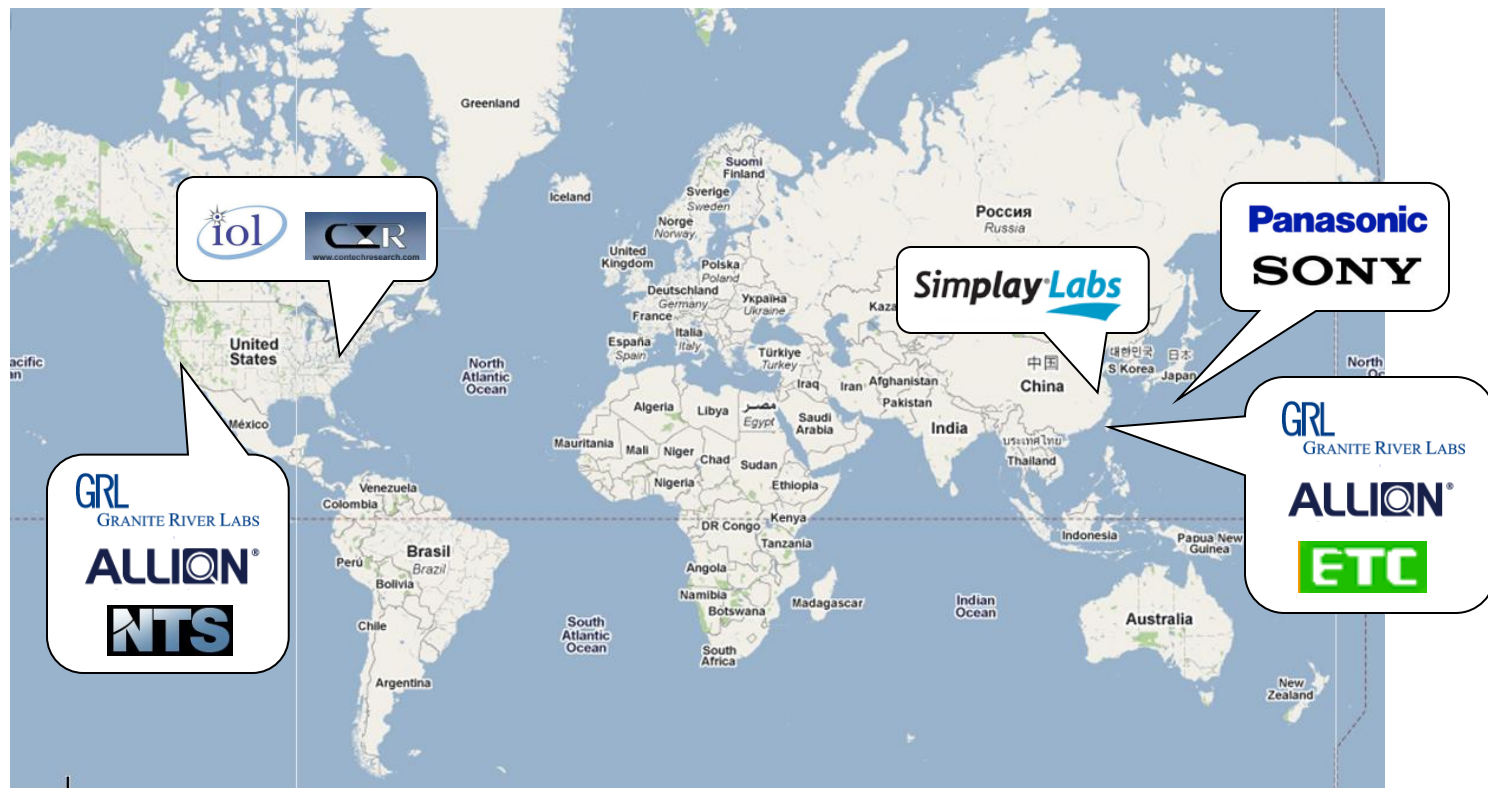 Greenland
Iceland
Suomi
Finland
Sverige
Sweden
Norge
Norway
Россия
Russia
United
Kingdom
Polska
Poland
Deutschland
Germany
Україна
Ukraine
France
Kaza
Italia
Italy
España
Spain
Türkiye
Turkey
iol
CXR
www.contechresearch.com
Simplay Labs
Panasonic
SONY
United
States
acific
an
North
Atlantic
Ocean
中国
China
대한민국
S Korea
日本
Japan
North
Oc
Iraq
Iran
Afghanistan
Pakistan
Algeria
Libya
مصر
Egypt
Saudi
Arabia
India
México
Mauritania
Mali
Niger
Chad
Sudan
ประเทศไทย
Thailand
Nigeria
Ethiopia
Venezuela
Colombia
GRL
GRANITE RIVER LABS
ALLION®
NTS
GRL
GRANITE RIVER LABS
ALLION®
ETC
DR Congo
Kenya
Tanzania
Indonesia
Papua New
Guinea
Brasil
Brazil
Perú
Bolivia
Angola
Namibia
Botswana
Madagascar
Indian
Ocean
Australia
Chile
South
Atlantic
Ocean
South
Africa
Argentina
New
Zealand